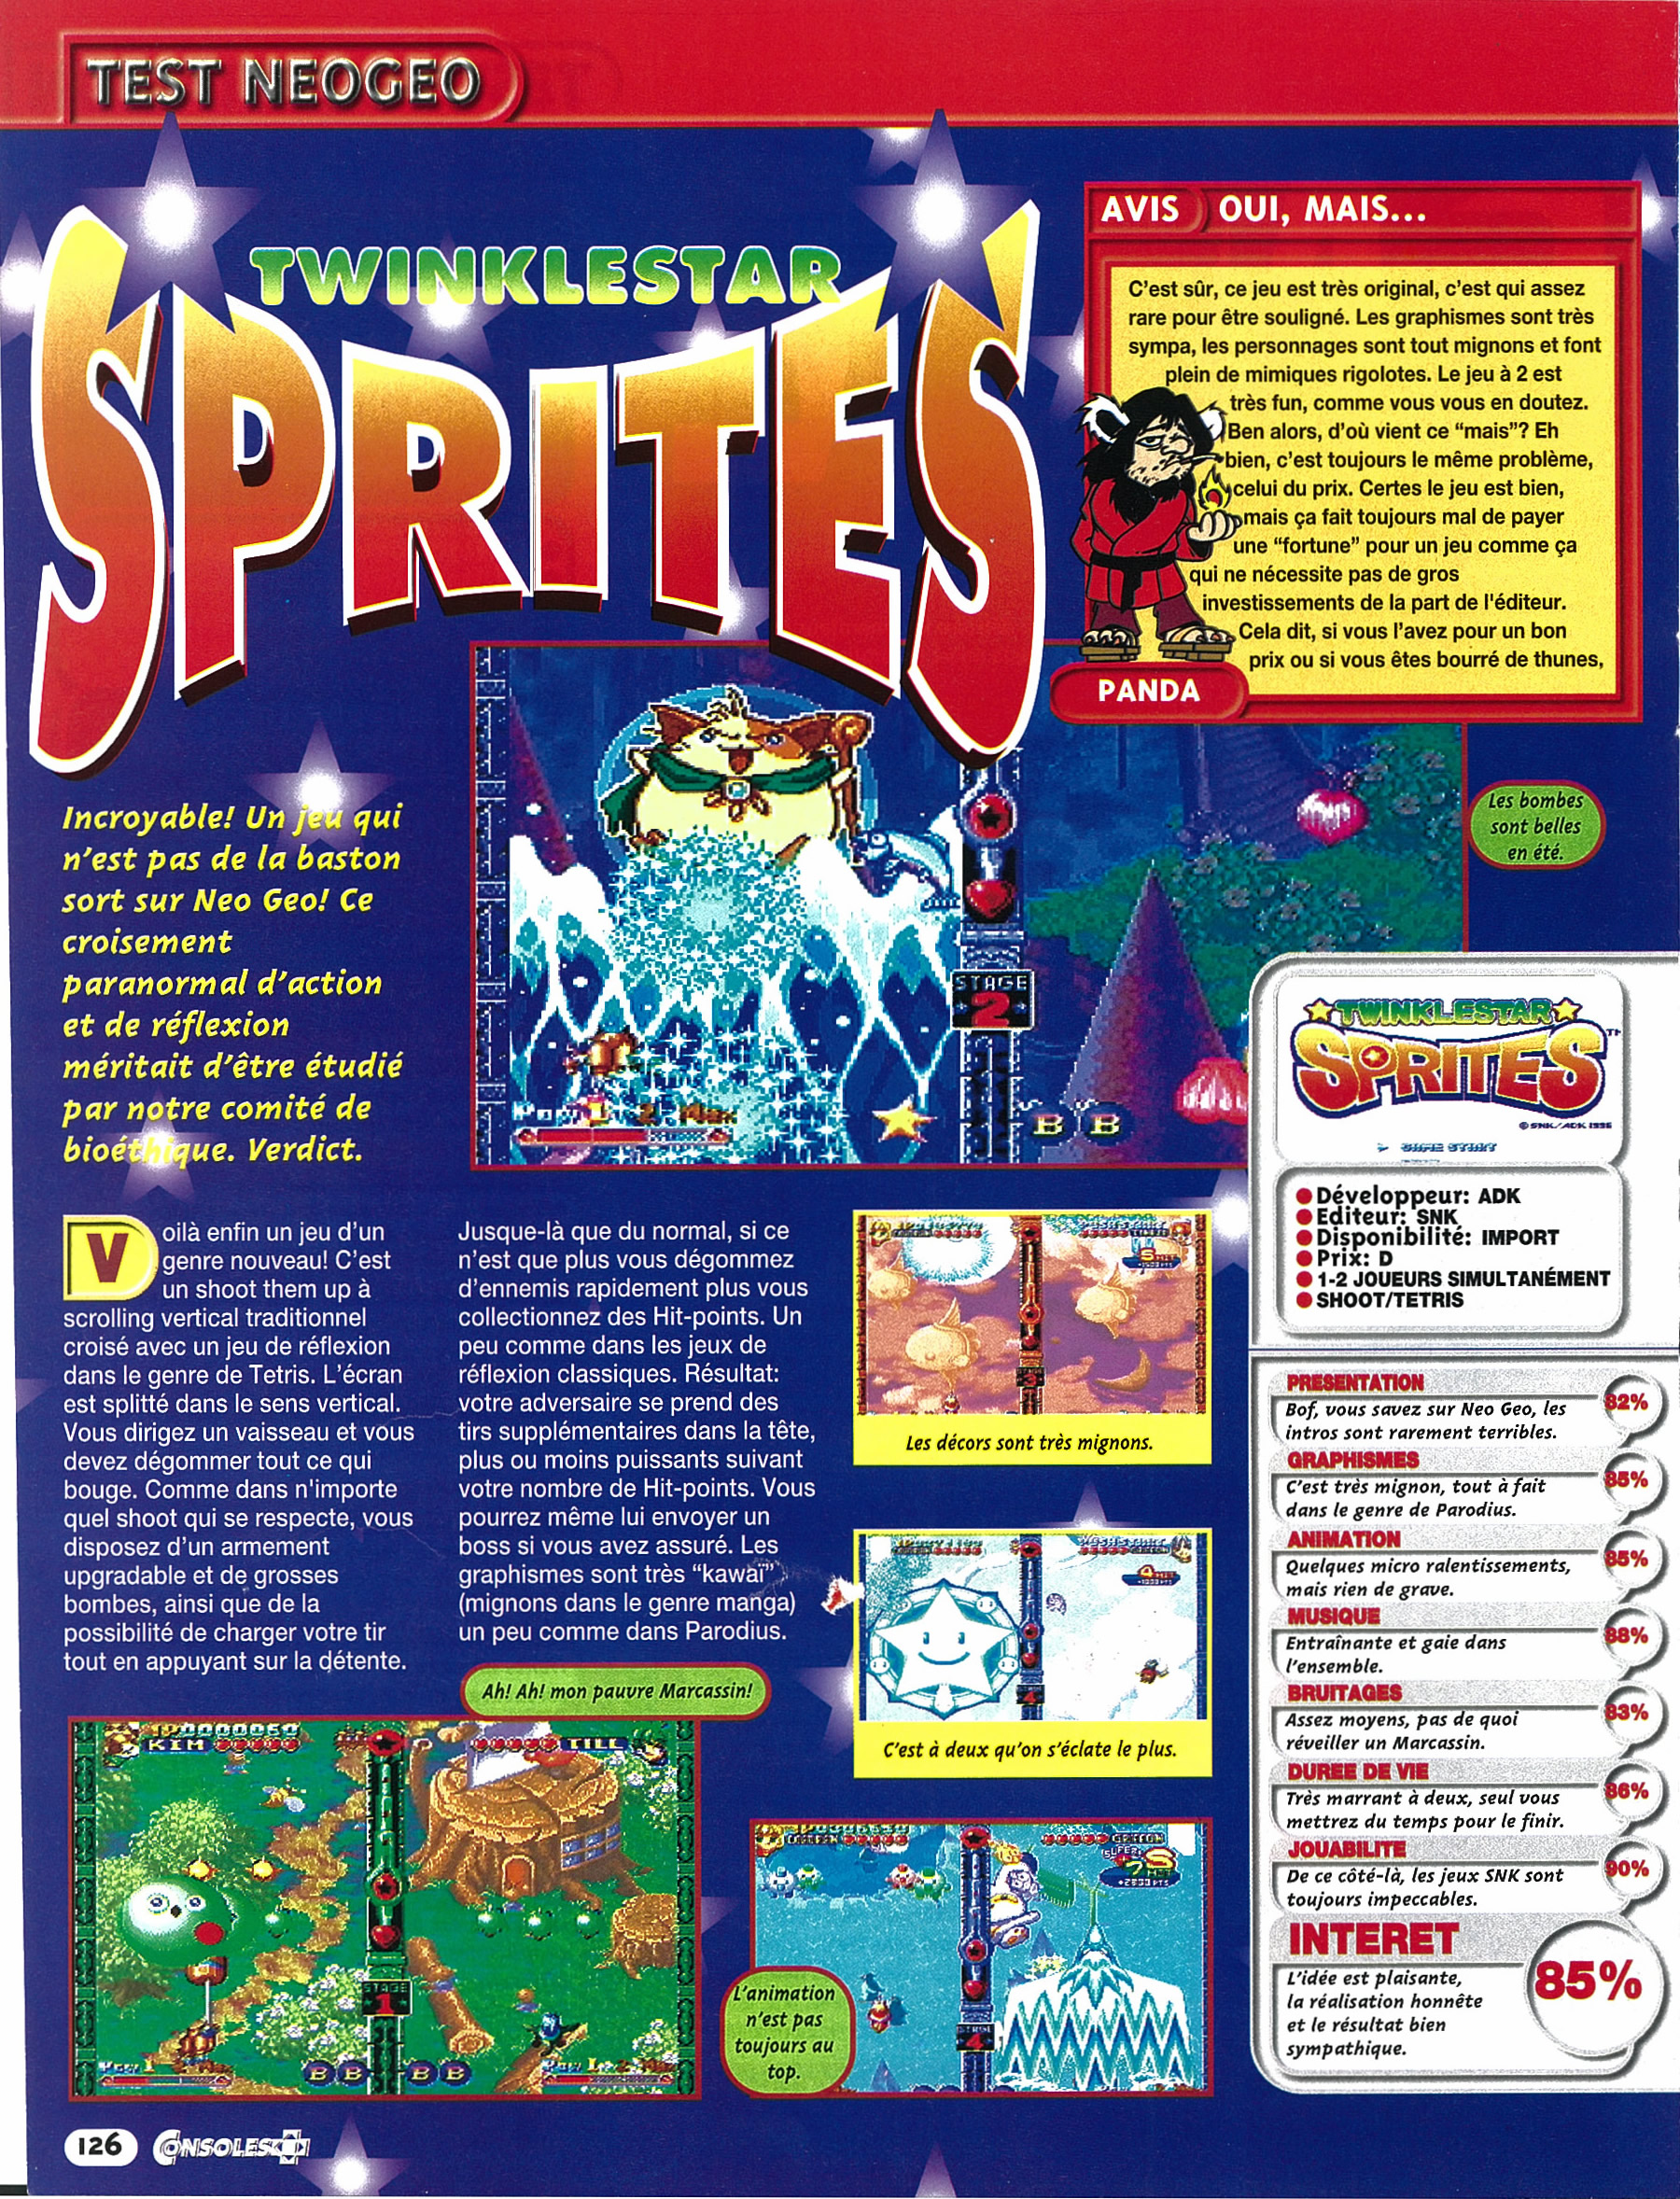 TEST NEOGEO
TWINKLESTAR
SPRITES
AVIS OUI, MAIS...
C'est sûr, ce jeu est très original, c'est qui assez
rare pour être souligné. Les graphismes sont très
sympa, les personnages sont tout mignons et font
plein de mimiques rigolotes. Le jeu à 2 est
très fun, comme vous vous en doutez.
Ben alors, d'où vient ce "mais"? Eh
bien, c'est toujours le même problème,
celui du prix. Certes le jeu est bien,
mais ça fait toujours mal de payer
une "fortune" pour un jeu comme ça
qui ne nécessite pas de gros
investissements de la part de l'éditeur.
Cela dit, si vous l'avez pour un bon
prix ou si vous êtes bourré de thunes,
PANDA
Incroyable! Un jeu qui
n'est pas de la baston
sort sur Neo Geo! Ce
croisement
paranormal d'action
et de réflexion
méritait d'être étudié
par notre comité de
bioéthique. Verdict.
STAGE
2
B B
Les bombes
sont belles
en été.
Voilà enfin un jeu d'un
genre nouveau! C'est
un shoot them up à
scrolling vertical traditionnel
croisé avec un jeu de réflexion
dans le genre de Tetris. L'écran
est splitté dans le sens vertical.
Vous dirigez un vaisseau et vous
devez dégommer tout ce qui
bouge. Comme dans n'importe
quel shoot qui se respecte, vous
disposez d'un armement
upgradable et de grosses
bombes, ainsi que de la
possibilité de charger votre tir
tout en appuyant sur la détente.
Jusque-là que du normal, si ce
n'est que plus vous dégommez
d'ennemis rapidement plus vous
collectionnez des Hit-points. Un
peu comme dans les jeux de
réflexion classiques. Résultat:
votre adversaire se prend des
tirs supplémentaires dans la tête,
plus ou moins puissants suivant
votre nombre de Hit-points. Vous
pourrez même lui envoyer un
boss si vous avez assuré. Les
graphismes sont très "kawaï"
(mignons dans le genre manga)
un peu comme dans Parodius.
Les décors sont très mignons.
C'est à deux qu'on s'éclate le plus.
Ah! Ah! mon pauvre Marcassin!
KIM
TILL
STAGE
1
B B B B
L'animation
n'est pas
toujours au
top.
TWINKLESTAR
SPRITES
TM
© SNK/ADK 1996
GAME START
Développeur: ADK
Editeur: SNK
Disponibilité: IMPORT
Prix: D
1-2 JOUEURS SIMULTANÉMENT
SHOOT/TETRIS
PRESENTATION
82%
Bof, vous savez sur Neo Geo, les
intros sont rarement terribles.
GRAPHISMES
85%
C'est très mignon, tout à fait
dans le genre de Parodius.
ANIMATION
85%
Quelques micro ralentissements,
mais rien de grave.
MUSIQUE
88%
Entraînante et gaie dans
l'ensemble.
BRUITAGES
83%
Assez moyens, pas de quoi
réveiller un Marcassin.
DUREE DE VIE
86%
Très marrant à deux, seul vous
mettrez du temps pour le finir.
JOUABILITE
90%
De ce côté-là, les jeux SNK sont
toujours impeccables.
INTERET
85%
L'idée est plaisante,
la réalisation honnête
et le résultat bien
sympathique.
126 CONSOLES+